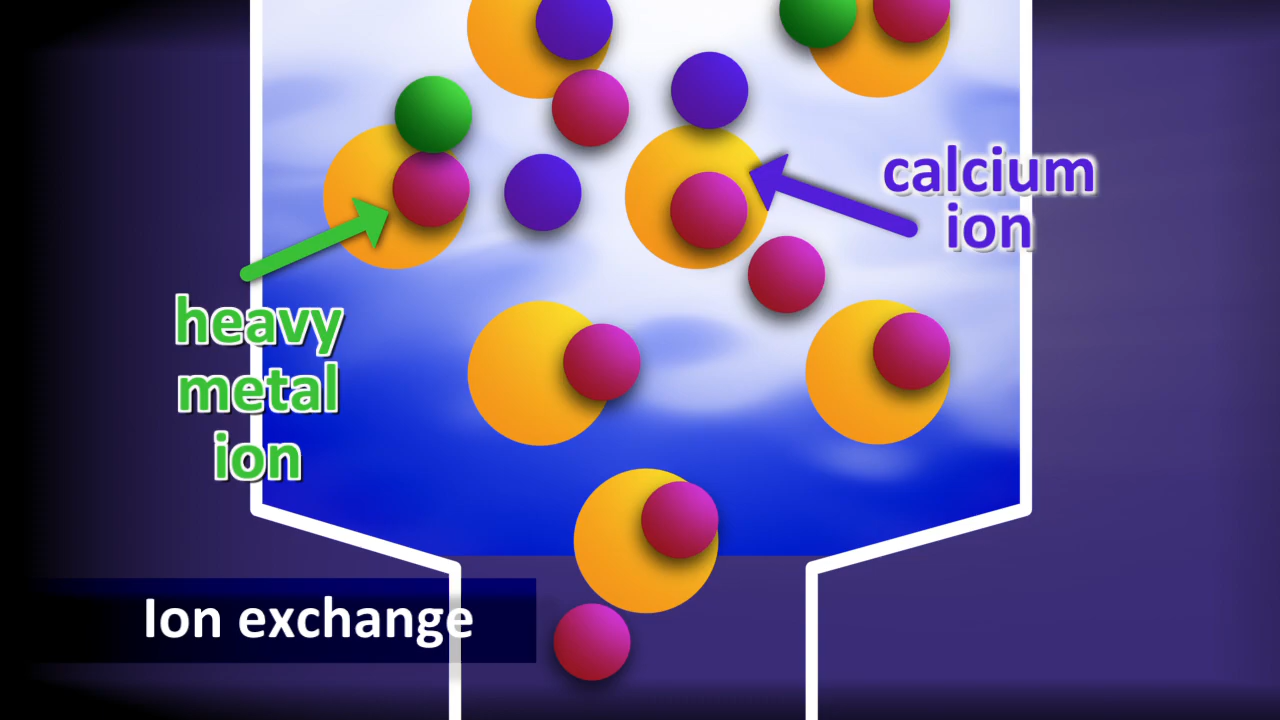 calcium
ion
heavy
metal
ion
Ion exchange